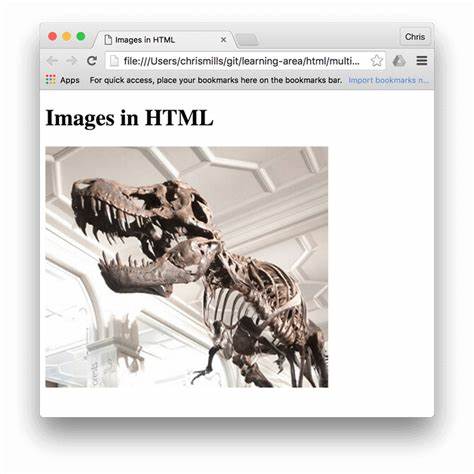 Images in HTML
Chris
file:///Users/chrismills/git/learning-area/html/multi...
Apps For quick access, place your bookmarks here on the bookmarks bar. Import bookmarks n...
Images in HTML